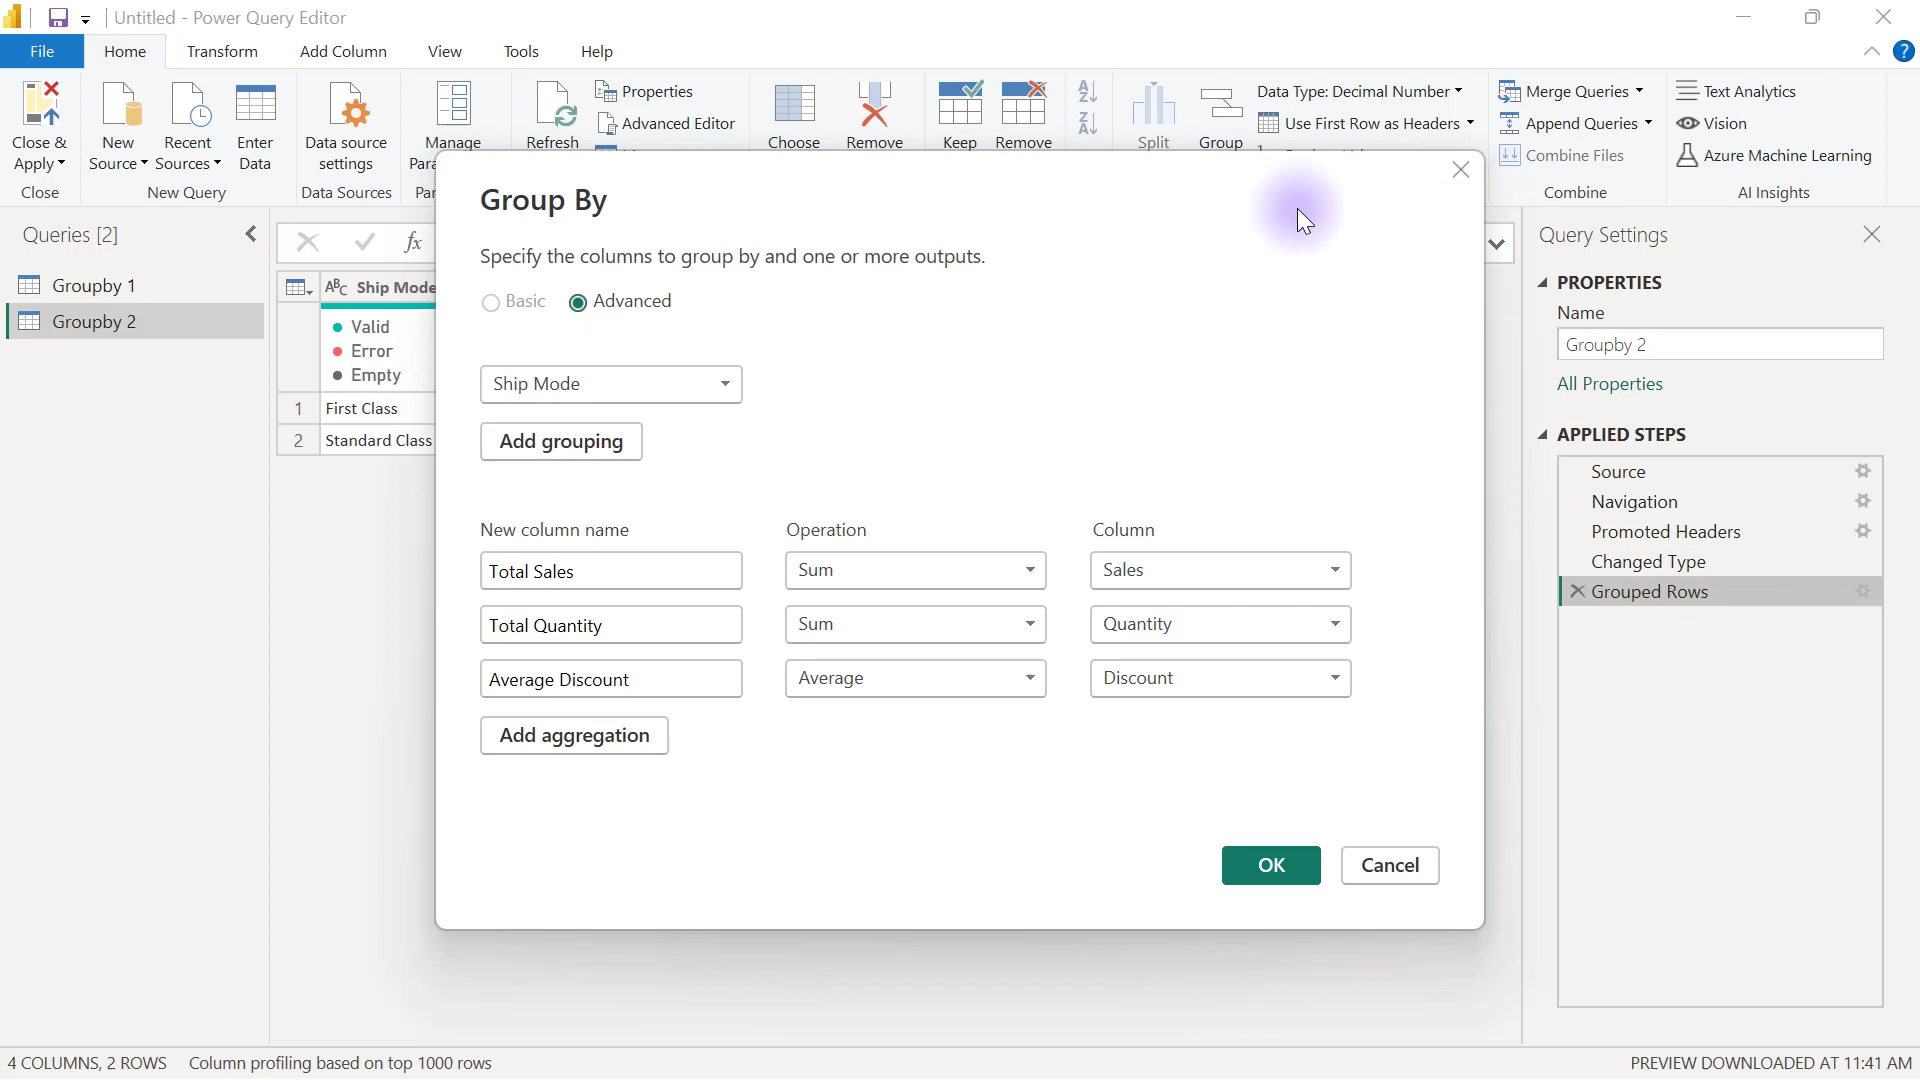 Untitled - Power Query Editor
File Home Transform Add Column View Tools Help
?
Close & Apply
Close
New Source
Recent Sources
Enter Data
New Query
Data source settings
Data Sources
Manage
Para
Par
Refresh
Properties
Advanced Editor
Choose
Remove
Keep
Remove
A Z
Z A
Split
Group
Data Type: Decimal Number
Use First Row as Headers
Merge Queries
Append Queries
Combine Files
Combine
Text Analytics
Vision
Azure Machine Learning
AI Insights
Queries [2]
Groupby 1
Groupby 2
fx
ABC Ship Mode
Valid
Error
Empty
1 First Class
2 Standard Class
Group By
Specify the columns to group by and one or more outputs.
Basic Advanced
Ship Mode
Add grouping
New column name Operation Column
Total Sales Sum Sales
Total Quantity Sum Quantity
Average Discount Average Discount
Add aggregation
OK Cancel
Query Settings
PROPERTIES
Name
Groupby 2
All Properties
APPLIED STEPS
Source
Navigation
Promoted Headers
Changed Type
Grouped Rows
4 COLUMNS, 2 ROWS Column profiling based on top 1000 rows
PREVIEW DOWNLOADED AT 11:41 AM